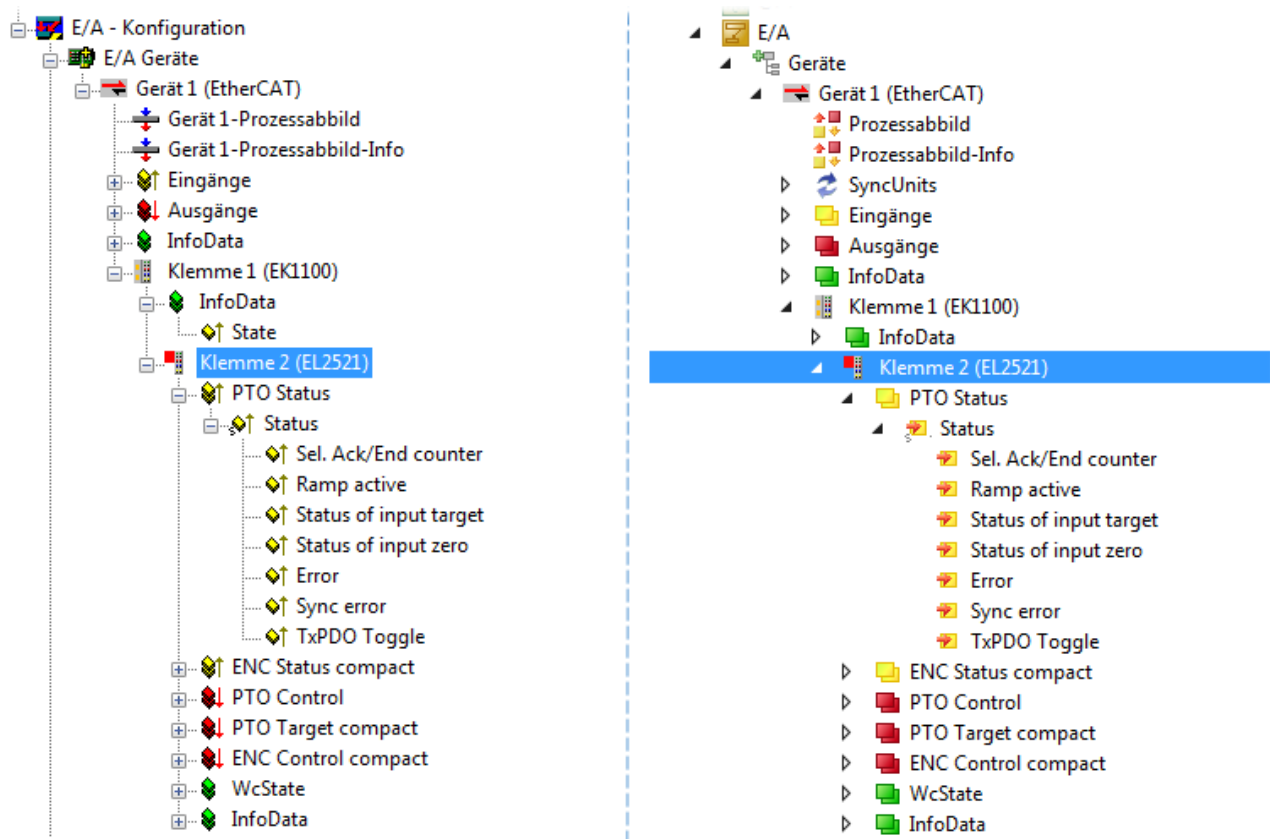 E/A - Konfiguration
E/A Geräte
Gerät 1 (EtherCAT)
Gerät 1-Prozessabbild
Gerät 1-Prozessabbild-Info
Eingänge
Ausgänge
InfoData
Klemme 1 (EK1100)
InfoData
State
Klemme 2 (EL2521)
PTO Status
Status
Sel. Ack/End counter
Ramp active
Status of input target
Status of input zero
Error
Sync error
TxPDO Toggle
ENC Status compact
PTO Control
PTO Target compact
ENC Control compact
WcState
InfoData
E/A
Geräte
Gerät 1 (EtherCAT)
Prozessabbild
Prozessabbild-Info
SyncUnits
Eingänge
Ausgänge
InfoData
Klemme 1 (EK1100)
InfoData
Klemme 2 (EL2521)
PTO Status
Status
Sel. Ack/End counter
Ramp active
Status of input target
Status of input zero
Error
Sync error
TxPDO Toggle
ENC Status compact
PTO Control
PTO Target compact
ENC Control compact
WcState
InfoData